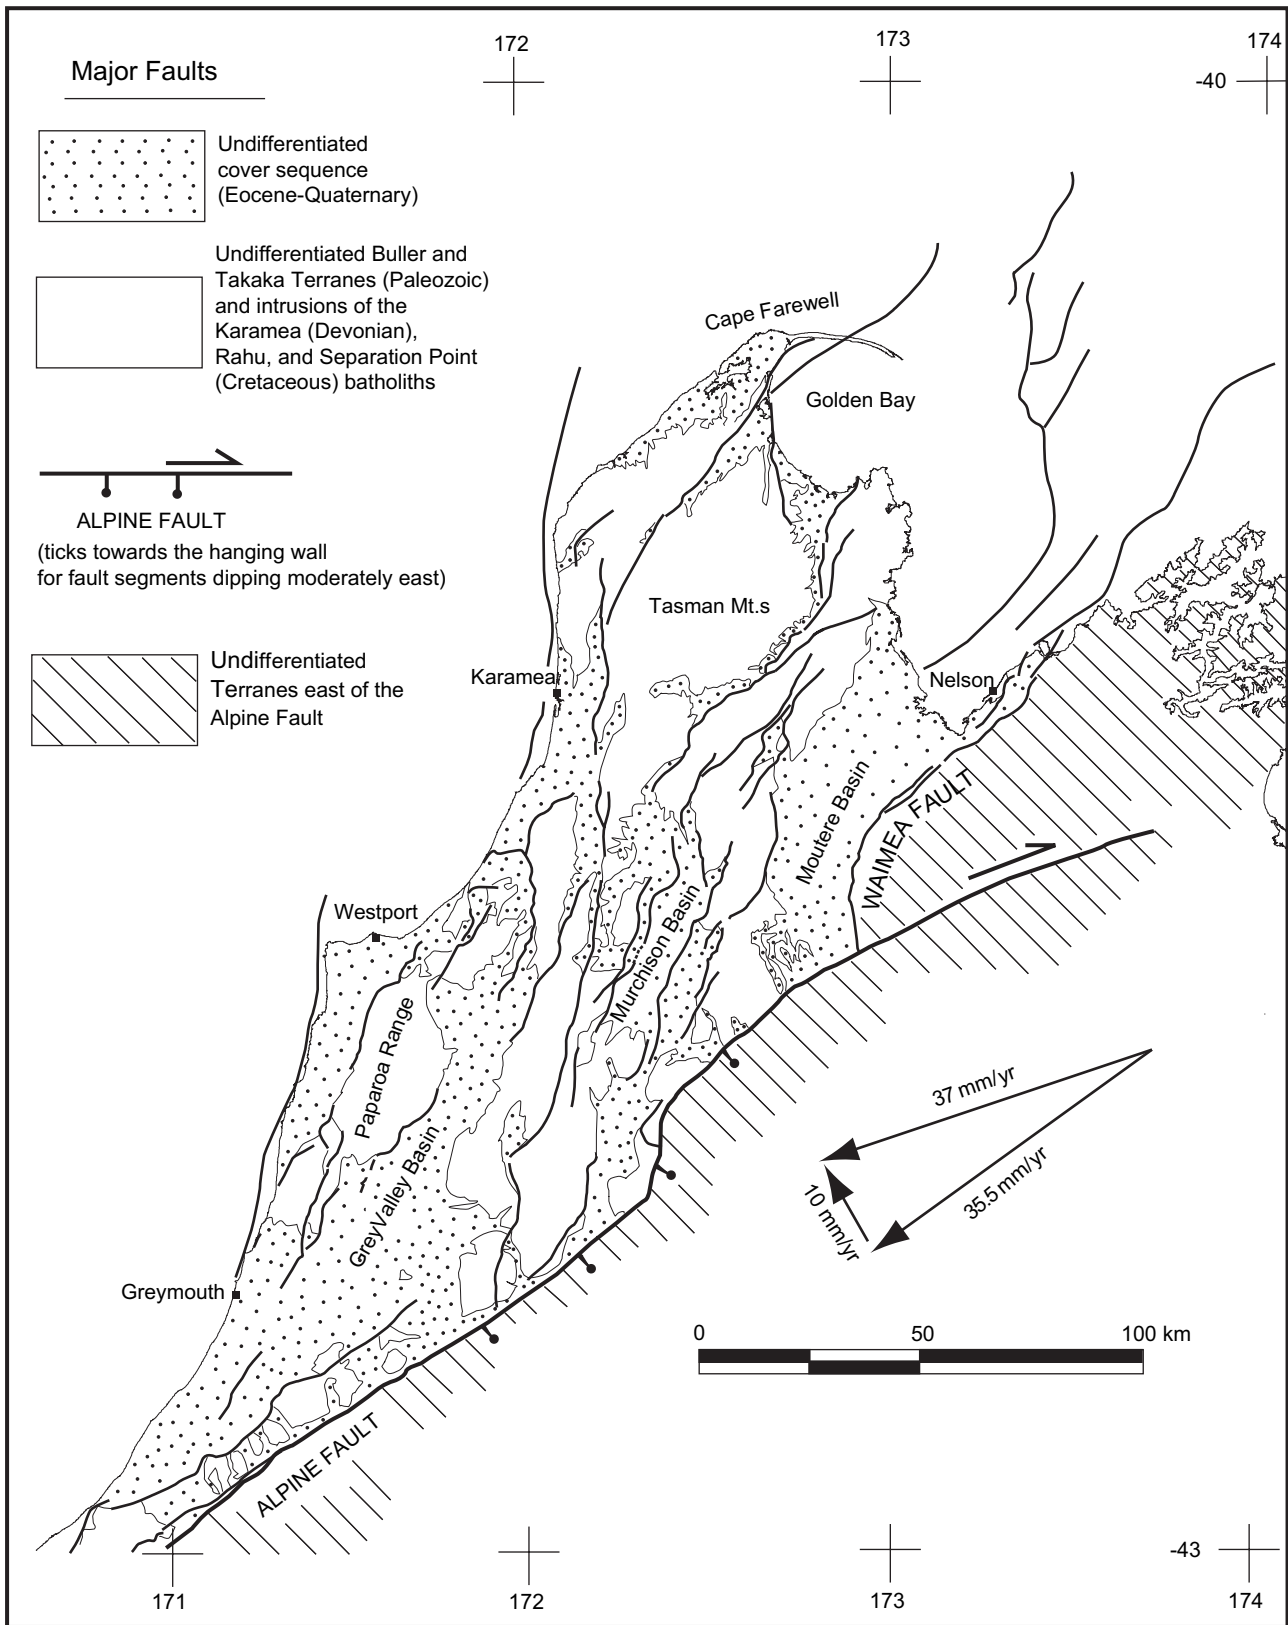 172
173
174
-40
Major Faults
Undifferentiated
cover sequence
(Eocene-Quaternary)
Undifferentiated Buller and
Takaka Terranes (Paleozoic)
and intrusions of the
Karamea (Devonian),
Rahu, and Separation Point
(Cretaceous) batholiths
ALPINE FAULT
(ticks towards the hanging wall
for fault segments dipping moderately east)
Undifferentiated
Terranes east of the
Alpine Fault
Cape Farewell
Golden Bay
Tasman Mt.s
Karamea
Nelson
Moutere Basin
WAIMEA FAULT
Westport
Murchison Basin
Paparoa Range
GreyValley Basin
37 mm/yr
35.5 mm/yr
10 mm/yr
Greymouth
0
50
100 km
ALPINE FAULT
-43
171
172
173
174